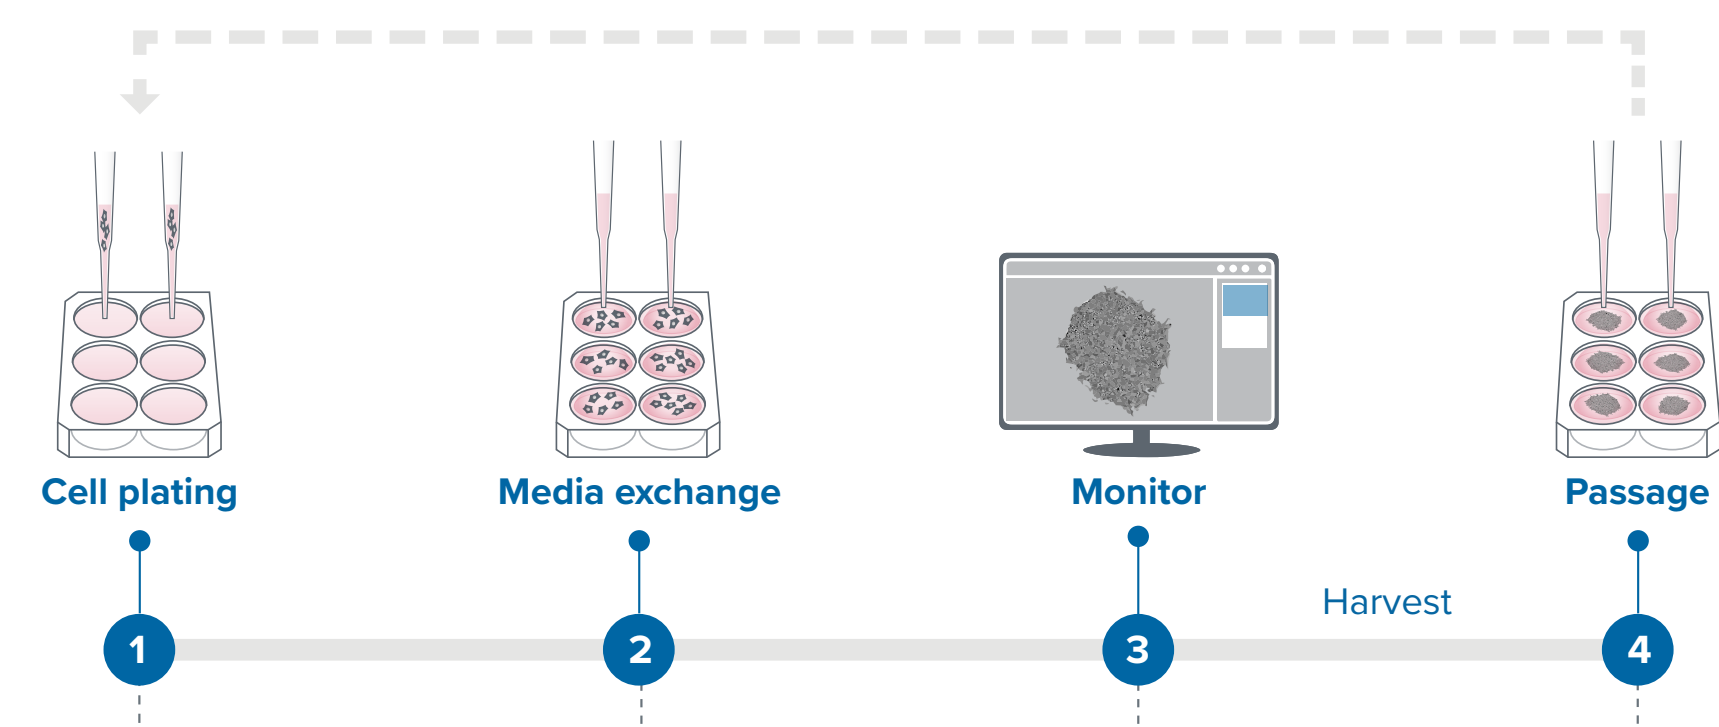 Cell plating
Media exchange
Monitor
Passage
Harvest
1
2
3
4